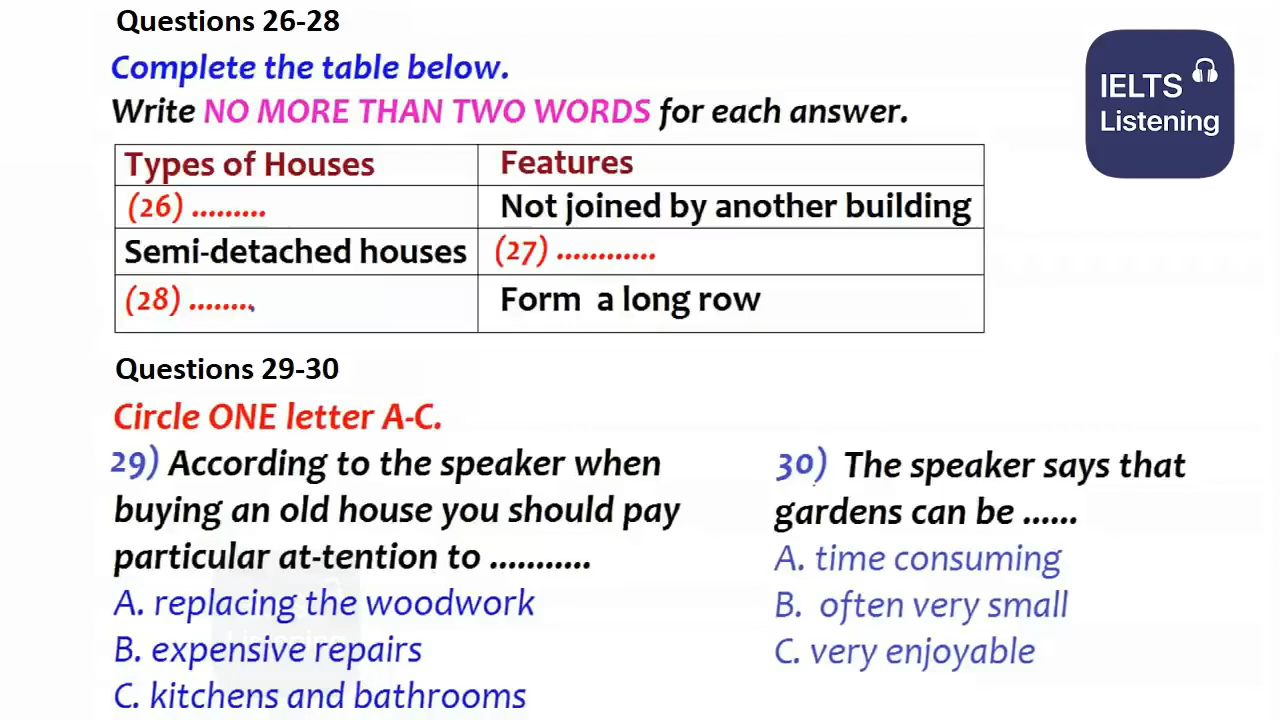 Questions 26-28
Complete the table below.
Write NO MORE THAN TWO WORDS for each answer.
IELTS
Listening
Types of Houses Features
(26) ......... Not joined by another building
Semi-detached houses (27) ............
(28) ......... Form a long row
Questions 29-30
Circle ONE letter A-C.
29) According to the speaker when
buying an old house you should pay
particular at-tention to ...........
A. replacing the woodwork
B. expensive repairs
C. kitchens and bathrooms
30) The speaker says that
gardens can be ......
A. time consuming
B. often very small
C. very enjoyable